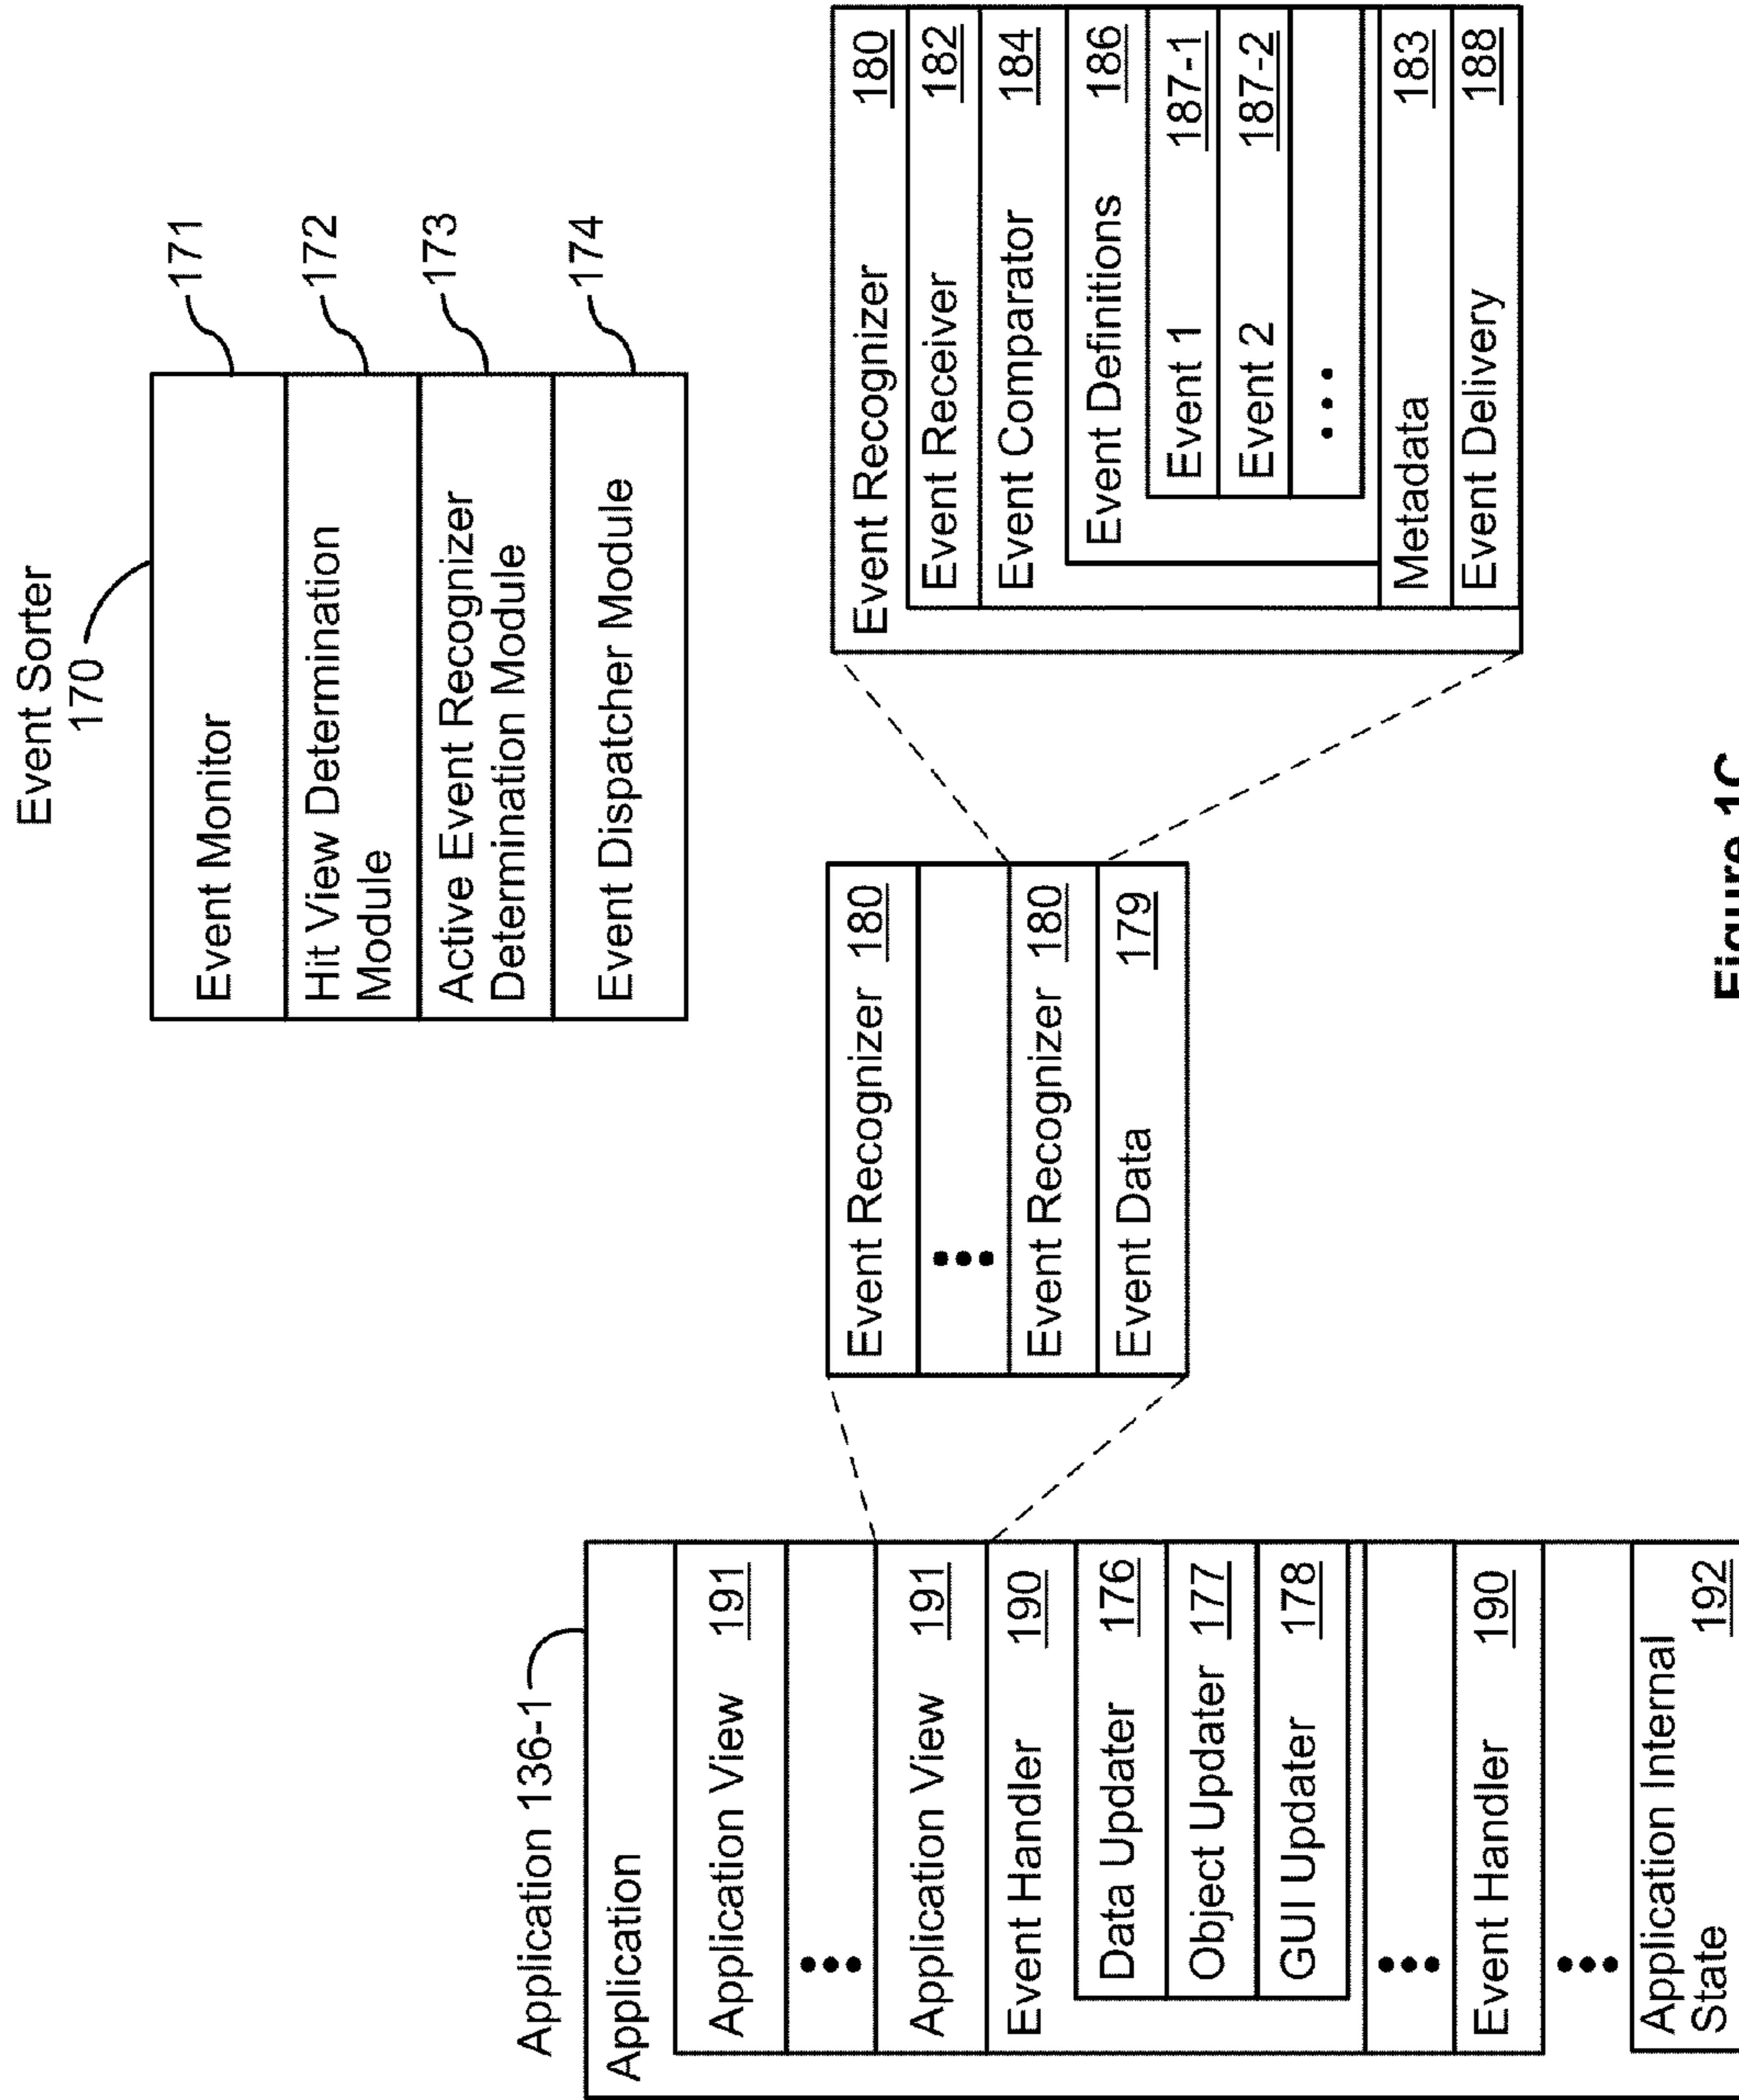 Event Sorter
170
Event Monitor
171
Hit View Determination
Module
172
Active Event Recognizer
Determination Module
173
Event Dispatcher Module
174
Application 136-1
Application
Application View 191
•••
Application View 191
Event Handler 190
Data Updater 176
Object Updater 177
GUI Updater 178
•••
Event Handler 190
•••
Application Internal
State 192
Event Recognizer 180
•••
Event Recognizer 180
Event Data 179
Event Recognizer 180
Event Receiver 182
Event Comparator 184
Event Definitions 186
Event 1 187-1
Event 2 187-2
•••
Metadata 183
Event Delivery 188
Figure 1C